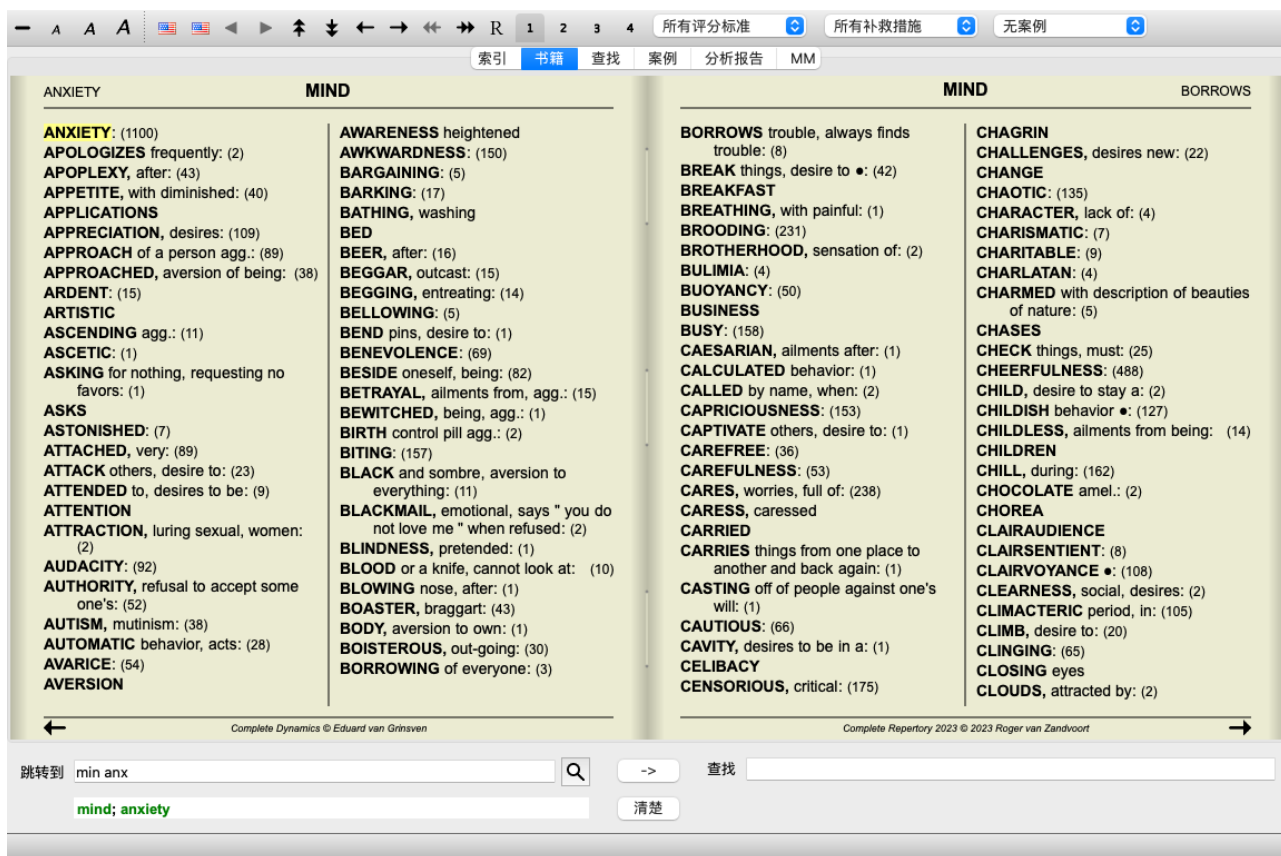 A A A R 1 2 3 4 所有评分标准 所有补救措施 无案例
索引 书籍 查找 案例 分析报告 MM
ANXIETY MIND
ANXIETY: (1100)
APOLOGIZES frequently: (2)
APOPLEXY, after: (43)
APPETITE, with diminished: (40)
APPLICATIONS
APPRECIATION, desires: (109)
APPROACH of a person agg.: (89)
APPROACHED, aversion of being: (38)
ARDENT: (15)
ARTISTIC
ASCENDING agg.: (11)
ASCETIC: (1)
ASKING for nothing, requesting no
favors: (1)
ASKS
ASTONISHED: (7)
ATTACHED, very: (89)
ATTACK others, desire to: (23)
ATTENDED to, desires to be: (9)
ATTENTION
ATTRACTION, luring sexual, women:
(2)
AUDACITY: (92)
AUTHORITY, refusal to accept some
one's: (52)
AUTISM, mutinism: (38)
AUTOMATIC behavior, acts: (28)
AVARICE: (54)
AVERSION
AWARENESS heightened
AWKWARDNESS: (150)
BARGAINING: (5)
BARKING: (17)
BATHING, washing
BED
BEER, after: (16)
BEGGAR, outcast: (15)
BEGGING, entreating: (14)
BELLOWING: (5)
BEND pins, desire to: (1)
BENEVOLENCE: (69)
BESIDE oneself, being: (82)
BETRAYAL, ailments from, agg.: (15)
BEWITCHED, being, agg.: (1)
BIRTH control pill agg.: (2)
BITING: (157)
BLACK and sombre, aversion to
everything: (11)
BLACKMAIL, emotional, says " you do
not love me " when refused: (2)
BLINDNESS, pretended: (1)
BLOOD or a knife, cannot look at: (10)
BLOWING nose, after: (1)
BOASTER, braggart: (43)
BODY, aversion to own: (1)
BOISTEROUS, out-going: (30)
BORROWING of everyone: (3)
Complete Dynamics © Eduard van Grinsven
MIND BORROWS
BORROWS trouble, always finds
trouble: (8)
BREAK things, desire to ●: (42)
BREAKFAST
BREATHING, with painful: (1)
BROODING: (231)
BROTHERHOOD, sensation of: (2)
BULIMIA: (4)
BUOYANCY: (50)
BUSINESS
BUSY: (158)
CAESARIAN, ailments after: (1)
CALCULATED behavior: (1)
CALLED by name, when: (2)
CAPRICIOUSNESS: (153)
CAPTIVATE others, desire to: (1)
CAREFREE: (36)
CAREFULNESS: (53)
CARES, worries, full of: (238)
CARESS, caressed
CARRIED
CARRIES things from one place to
another and back again: (1)
CASTING off of people against one's
will: (1)
CAUTIOUS: (66)
CAVITY, desires to be in a: (1)
CELIBACY
CENSORIOUS, critical: (175)
CHAGRIN
CHALLENGES, desires new: (22)
CHANGE
CHAOTIC: (135)
CHARACTER, lack of: (4)
CHARISMATIC: (7)
CHARITABLE: (9)
CHARLATAN: (4)
CHARMED with description of beauties
of nature: (5)
CHASES
CHECK things, must: (25)
CHEERFULNESS: (488)
CHILD, desire to stay a: (2)
CHILDISH behavior ●: (127)
CHILDLESS, ailments from being: (14)
CHILDREN
CHILL, during: (162)
CHOCOLATE amel.: (2)
CHOREA
CLAIRAUDIENCE
CLAIRSENTIENT: (8)
CLAIRVOYANCE ●: (108)
CLEARNESS, social, desires: (2)
CLIMACTERIC period, in: (105)
CLIMB, desire to: (20)
CLINGING: (65)
CLOSING eyes
CLOUDS, attracted by: (2)
Complete Repertory 2023 © 2023 Roger van Zandvoort
跳转到 min anx -> 查找
mind; anxiety 清楚